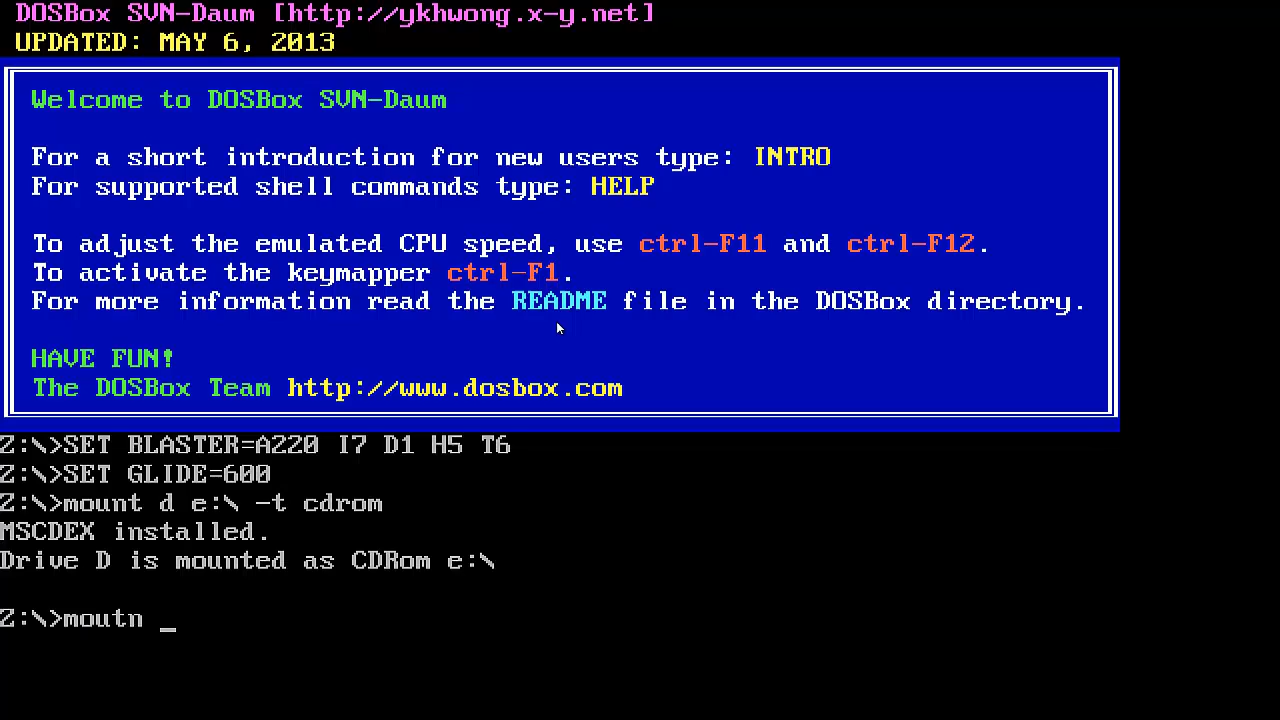 DOSBox SVN-Daum [http://ykhwong.x-y.net]
UPDATED: MAY 6, 2013
Welcome to DOSBox SVN-Daum
For a short introduction for new users type: INTRO
For supported shell commands type: HELP
To adjust the emulated CPU speed, use ctrl-F11 and ctrl-F12.
To activate the keymapper ctrl-F1.
For more information read the README file in the DOSBox directory.
HAVE FUN!
The DOSBox Team http://www.dosbox.com
Z:\>SET BLASTER=A220 I7 D1 H5 T6
Z:\>SET GLIDE=600
Z:\>mount d e:\ -t cdrom
MSCDEX installed.
Drive D is mounted as CDRom e:\
Z:\>moutn _